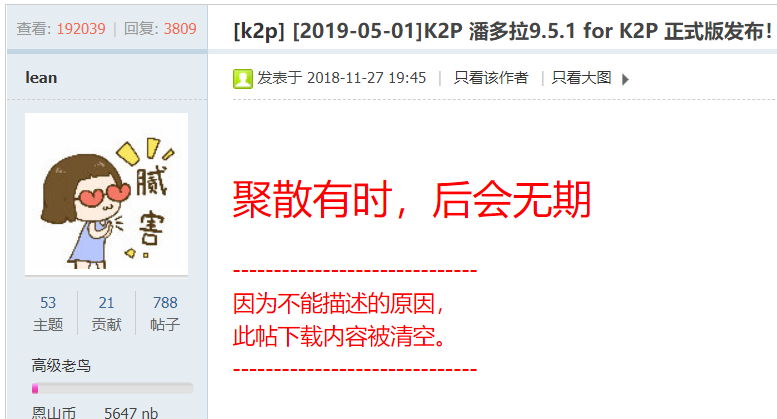 查看: 192039 | 回复: 3809
[k2p] [2019-05-01]K2P 潘多拉9.5.1 for K2P 正式版发布!
lean
发表于 2018-11-27 19:45 | 只看该作者 | 只看大图
腻害
聚散有时，后会无期
------------------------------
因为不能描述的原因，
此帖下载内容被清空。
------------------------------
53 21 788
主题 贡献 帖子
高级老鸟
恩山币 5647 nb